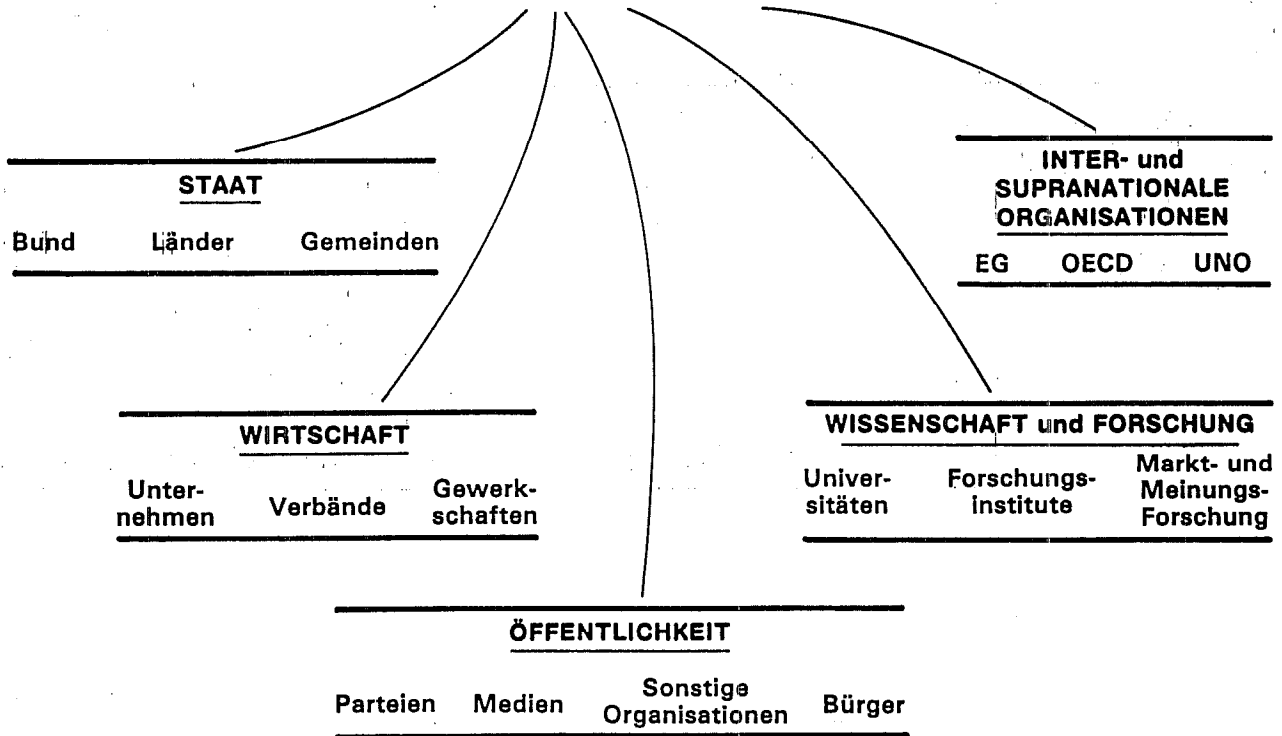 STAAT
Bund Länder Gemeinden
INTER- und
SUPRANATIONALE
ORGANISATIONEN
EG OECD UNO
WIRTSCHAFT
Unter-
nehmen
Verbände
Gewerk-
schaften
WISSENSCHAFT und FORSCHUNG
Univer-
sitäten
Forschungs-
institute
Markt- und
Meinungs-
Forschung
ÖFFENTLICHKEIT
Parteien
Medien
Sonstige
Organisationen
Bürger